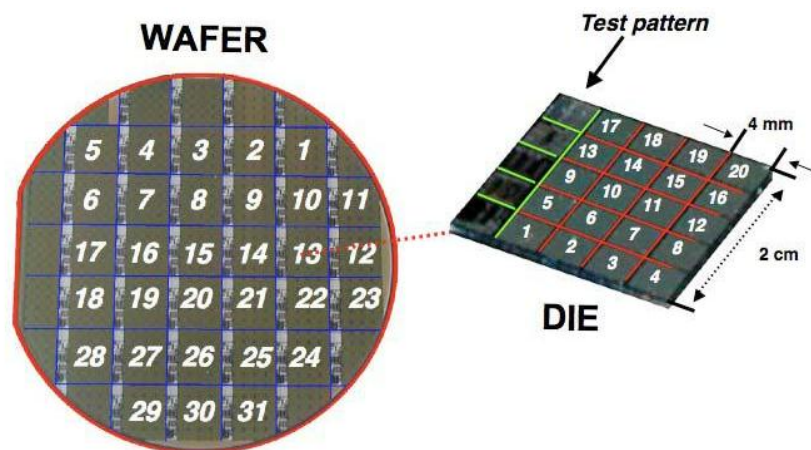 WAFER
5 4 3 2 1
6 7 8 9 10 11
17 16 15 14 13 12
18 19 20 21 22 23
28 27 26 25 24
29 30 31
Test pattern
4 mm
17 18 19 20
13 14 15 16
9 10 11 12
5 6 7 8
1 2 3 4
2 cm
DIE